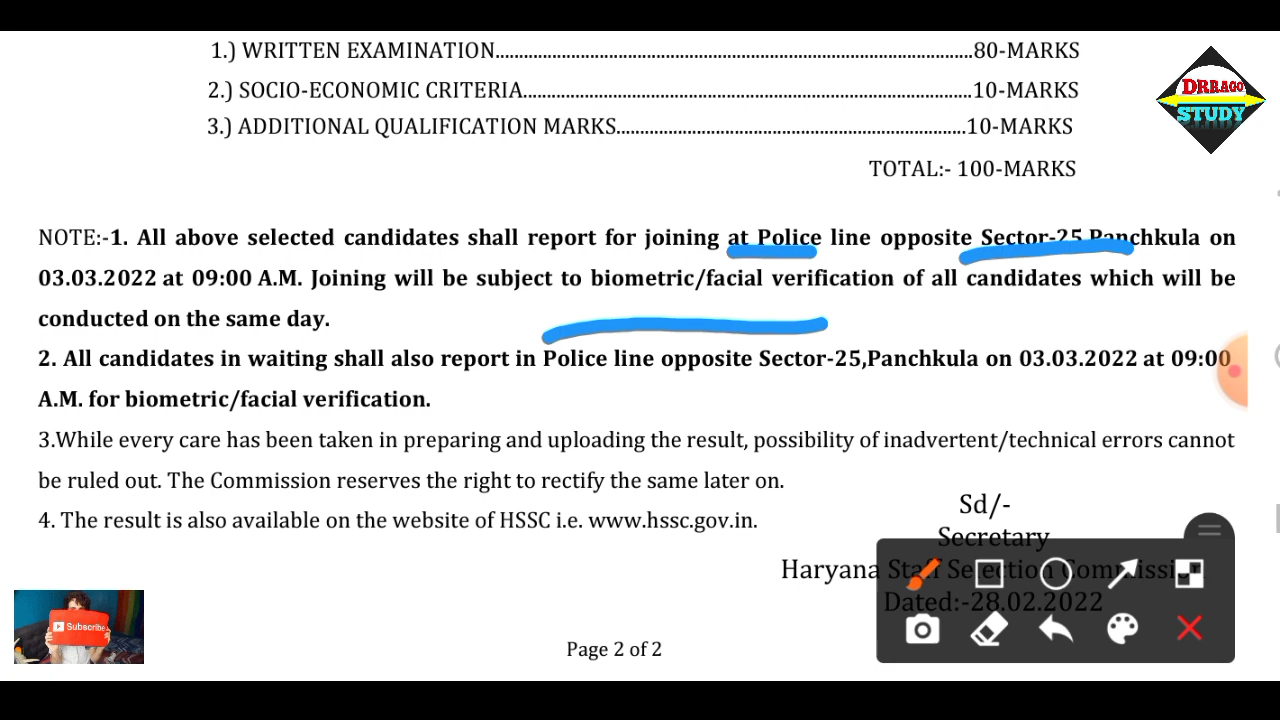 1.) WRITTEN EXAMINATION.....................................................................................80-MARKS
2.) SOCIO-ECONOMIC CRITERIA................................................................................10-MARKS
3.) ADDITIONAL QUALIFICATION MARKS...............................................................10-MARKS
TOTAL:- 100-MARKS
DRRAGO
STUDY
NOTE:-1. All above selected candidates shall report for joining at Police line opposite Sector-25,Panchkula on
03.03.2022 at 09:00 A.M. Joining will be subject to biometric/facial verification of all candidates which will be
conducted on the same day.
2. All candidates in waiting shall also report in Police line opposite Sector-25,Panchkula on 03.03.2022 at 09:00
A.M. for biometric/facial verification.
3.While every care has been taken in preparing and uploading the result, possibility of inadvertent/technical errors cannot
be ruled out. The Commission reserves the right to rectify the same later on.
4. The result is also available on the website of HSSC i.e. www.hssc.gov.in.
Sd/-
Secretary
Haryana Staff Selection Commission
Dated:-28.02.2022
Subscribe
Page 2 of 2